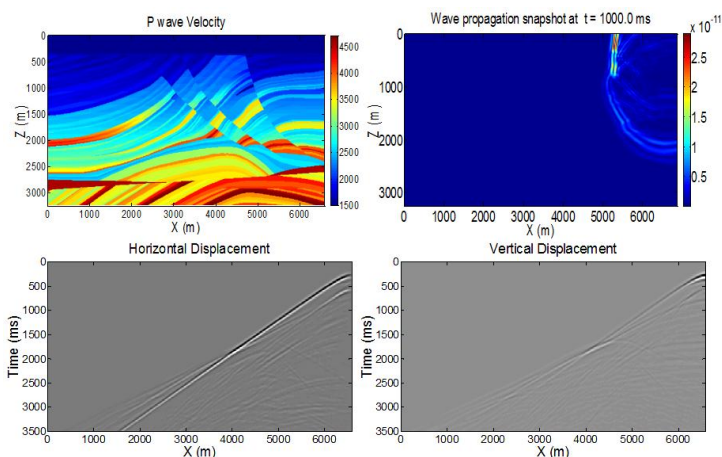 P wave Velocity
0
500
1000
1500
2000
2500
3000
Z (m)
0 1000 2000 3000 4000 5000 6000
X (m)
4500
4000
3500
3000
2500
2000
1500
Wave propagation snapshot at t = 1000.0 ms
x 10^-11
0
1000
2000
3000
Z (m)
0 1000 2000 3000 4000 5000 6000
X (m)
2.5
2
1.5
1
0.5
Horizontal Displacement
0
500
1000
1500
2000
2500
3000
3500
Time (ms)
0 1000 2000 3000 4000 5000 6000
X (m)
Vertical Displacement
0
500
1000
1500
2000
2500
3000
3500
Time (ms)
0 1000 2000 3000 4000 5000 6000
X (m)